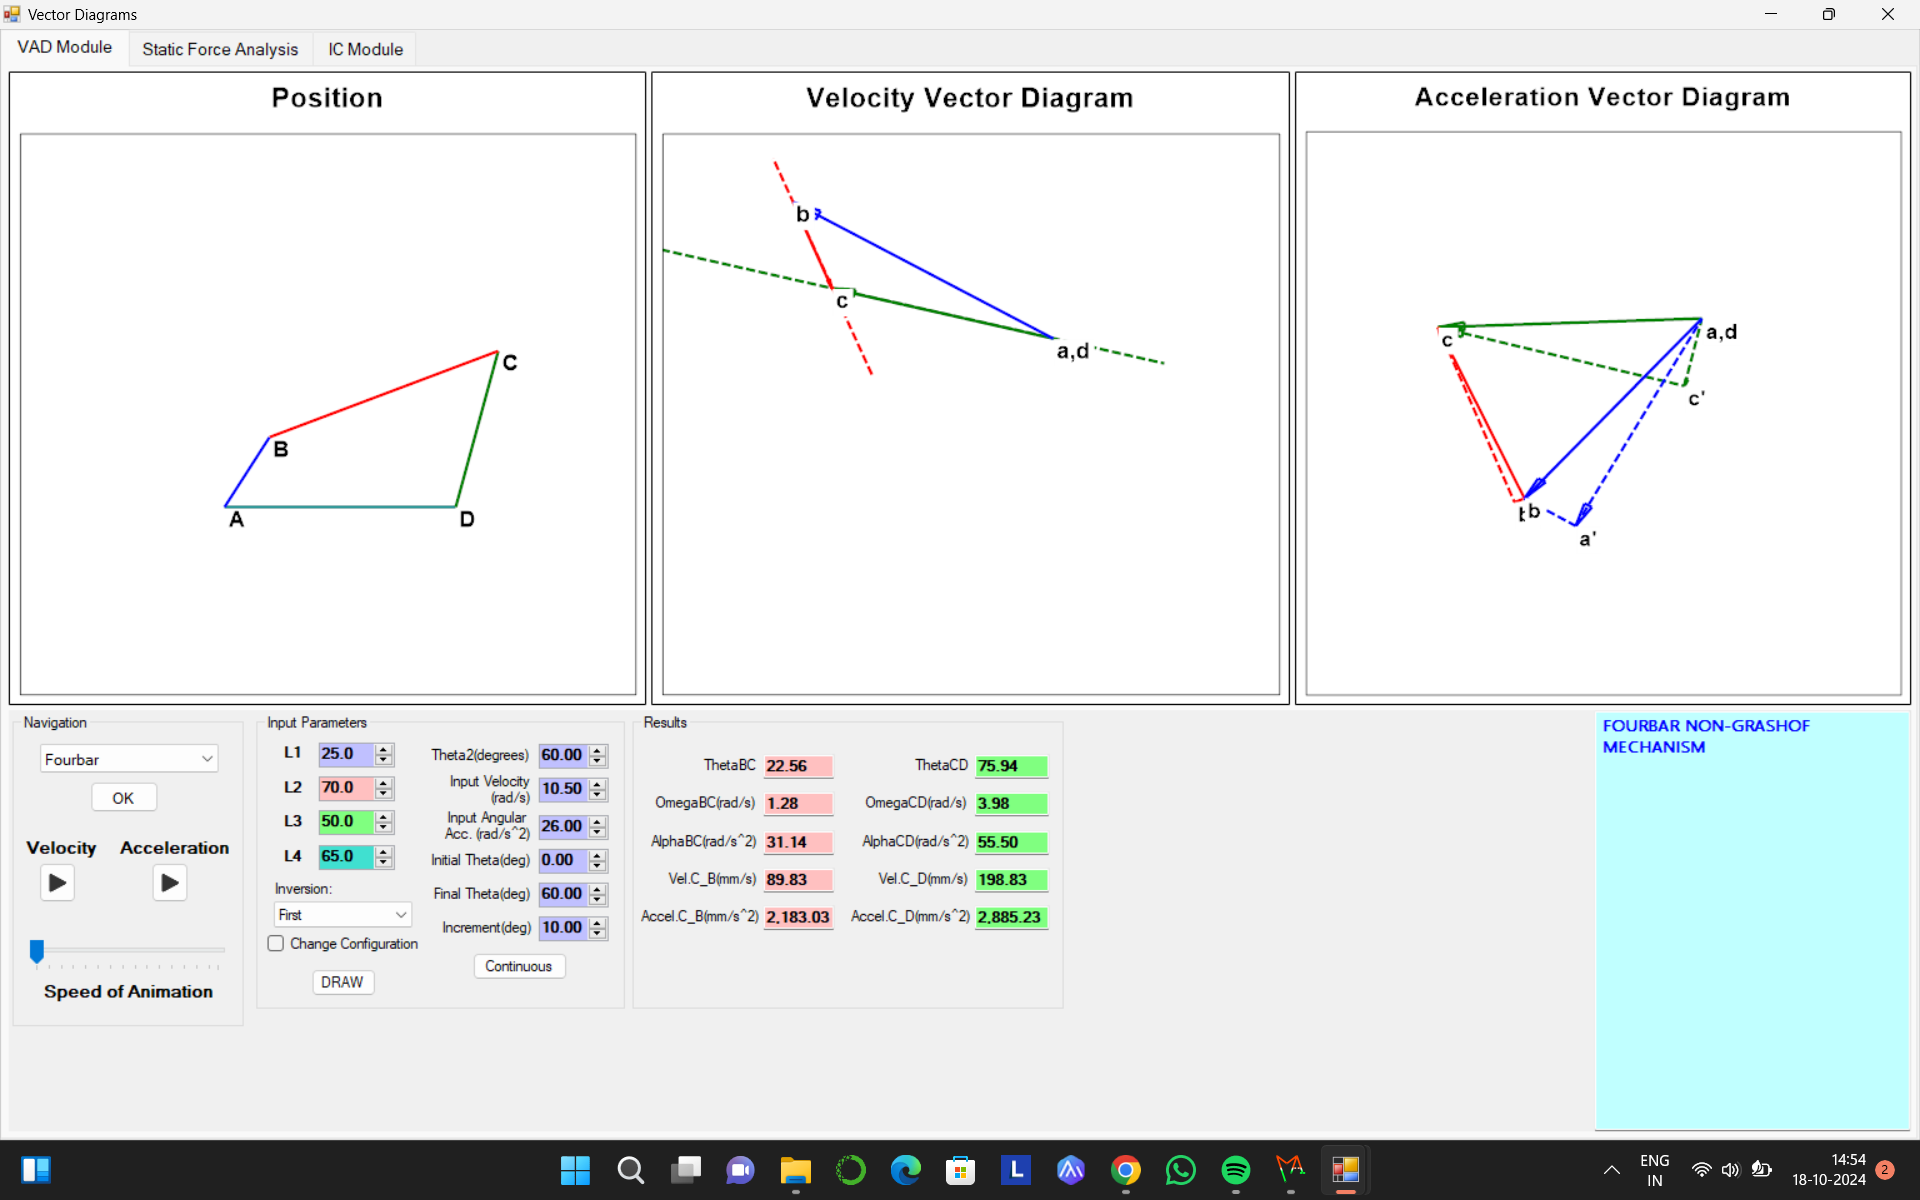 Vector Diagrams
VAD Module
Static Force Analysis
IC Module
Position
Velocity Vector Diagram
Acceleration Vector Diagram
A
B
C
D
b
c
a,d
c
a,d
c'
b
a'
Navigation
Fourbar
OK
Velocity
Acceleration
Speed of Animation
Input Parameters
L1 25.0
L2 70.0
L3 50.0
L4 65.0
Inversion:
First
Change Configuration
DRAW
Theta2(degrees) 60.00
Input Velocity
(rad/s) 10.50
Input Angular
Acc. (rad/s^2) 26.00
Initial Theta(deg) 0.00
Final Theta(deg) 60.00
Increment(deg) 10.00
Continuous
Results
ThetaBC 22.56 ThetaCD 75.94
OmegaBC(rad/s) 1.28 OmegaCD(rad/s) 3.98
AlphaBC(rad/s^2) 31.14 AlphaCD(rad/s^2) 55.50
Vel.C_B(mm/s) 89.83 Vel.C_D(mm/s) 198.83
Accel.C_B(mm/s^2) 2,183.03 Accel.C_D(mm/s^2) 2,885.23
FOURBAR NON-GRASHOF
MECHANISM
L
ENG
IN
14:54
18-10-2024
2